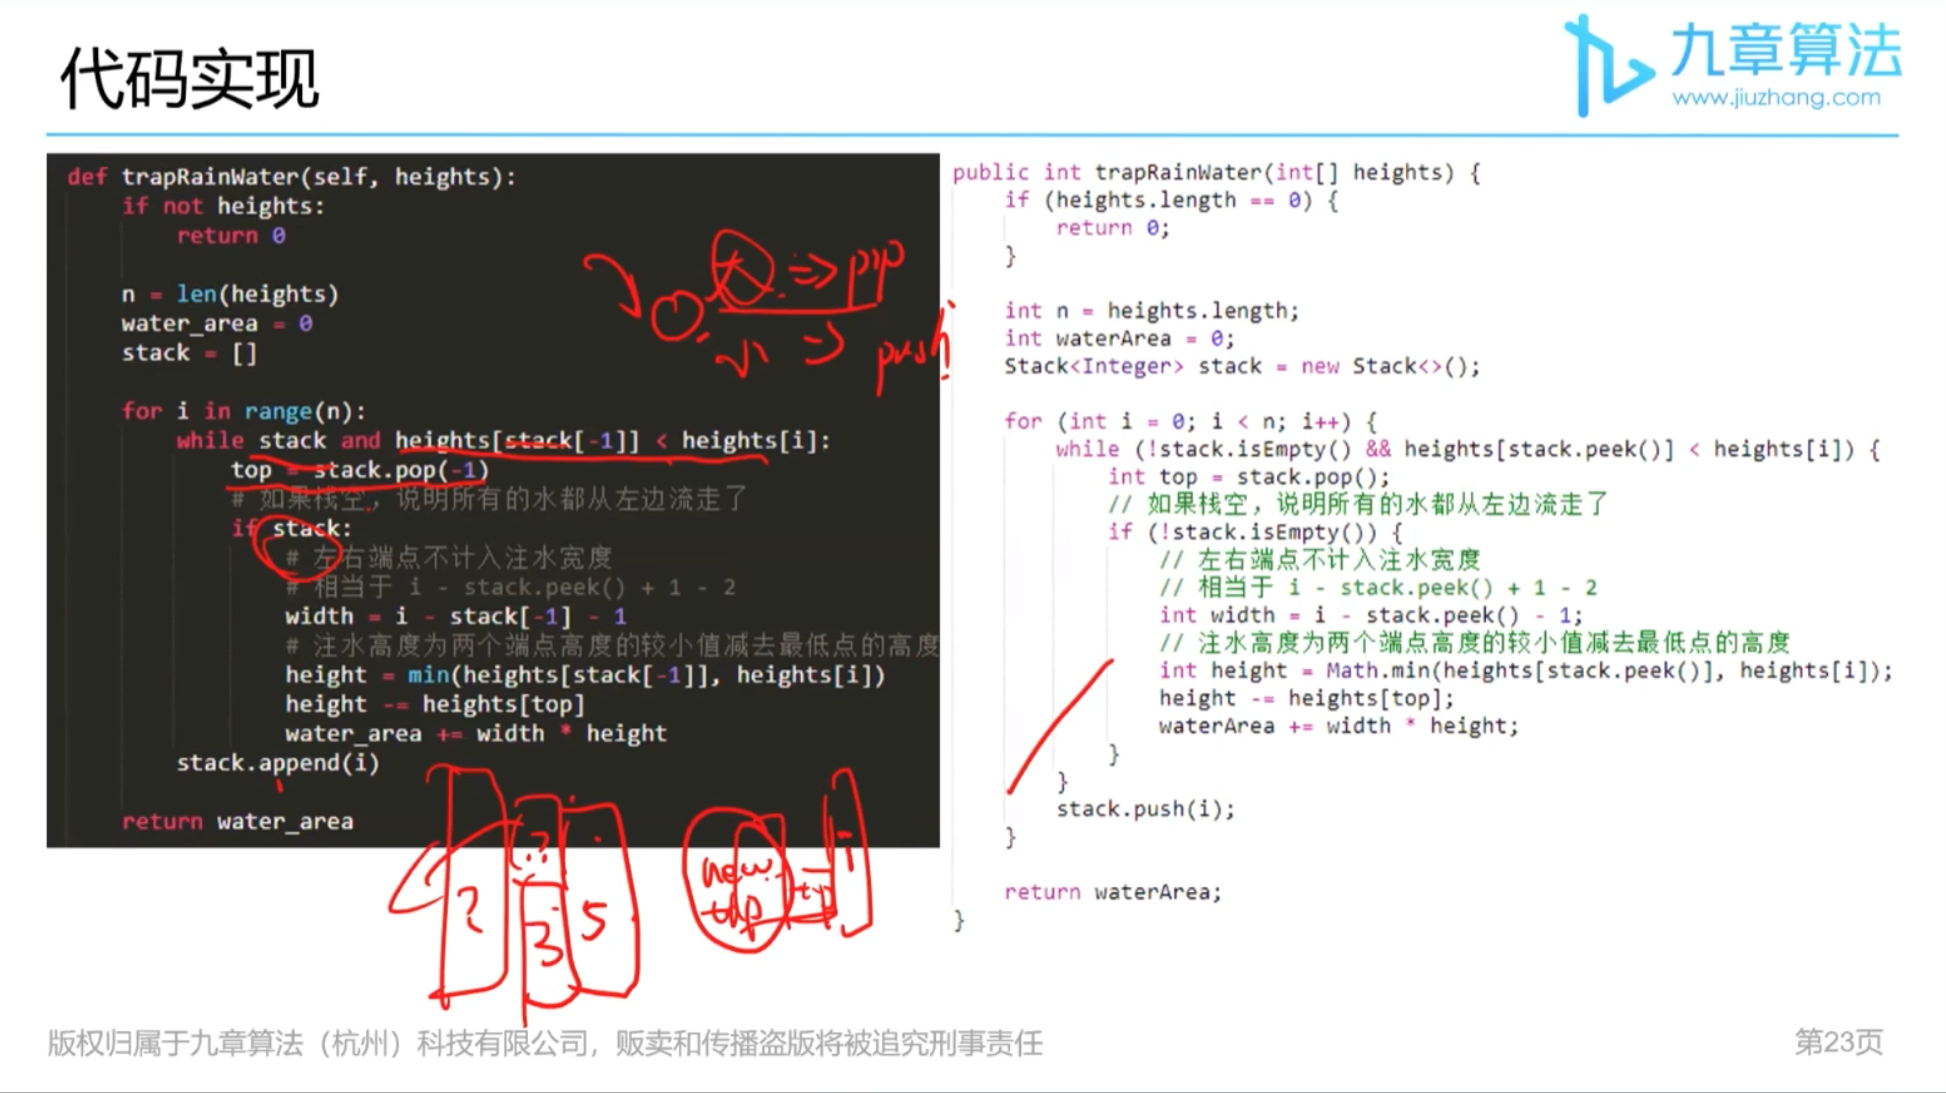 代码实现
九章算法
www.jiuzhang.com
def trapRainWater(self, heights):
if not heights:
return 0
n = len(heights)
water_area = 0
stack = []
for i in range(n):
while stack and heights[stack[-1]] < heights[i]:
top = stack.pop(-1)
# 如果栈空，说明所有的水都从左边流走了
if stack:
# 左右端点不计入注水宽度
# 相当于 i - stack.peek() + 1 - 2
width = i - stack[-1] - 1
# 注水高度为两个端点高度的较小值减去最低点的高度
height = min(heights[stack[-1]], heights[i])
height -= heights[top]
water_area += width * height
stack.append(i)
return water_area
大 => pop
小 => push
? 3 5
new top
public int trapRainWater(int[] heights) {
if (heights.length == 0) {
return 0;
}
int n = heights.length;
int waterArea = 0;
Stack<Integer> stack = new Stack<>();
for (int i = 0; i < n; i++) {
while (!stack.isEmpty() && heights[stack.peek()] < heights[i]) {
int top = stack.pop();
// 如果栈空，说明所有的水都从左边流走了
if (!stack.isEmpty()) {
// 左右端点不计入注水宽度
// 相当于 i - stack.peek() + 1 - 2
int width = i - stack.peek() - 1;
// 注水高度为两个端点高度的较小值减去最低点的高度
int height = Math.min(heights[stack.peek()], heights[i]);
height -= heights[top];
waterArea += width * height;
}
}
stack.push(i);
}
return waterArea;
}
版权归属于九章算法（杭州）科技有限公司，贩卖和传播盗版将被追究刑事责任
第23页